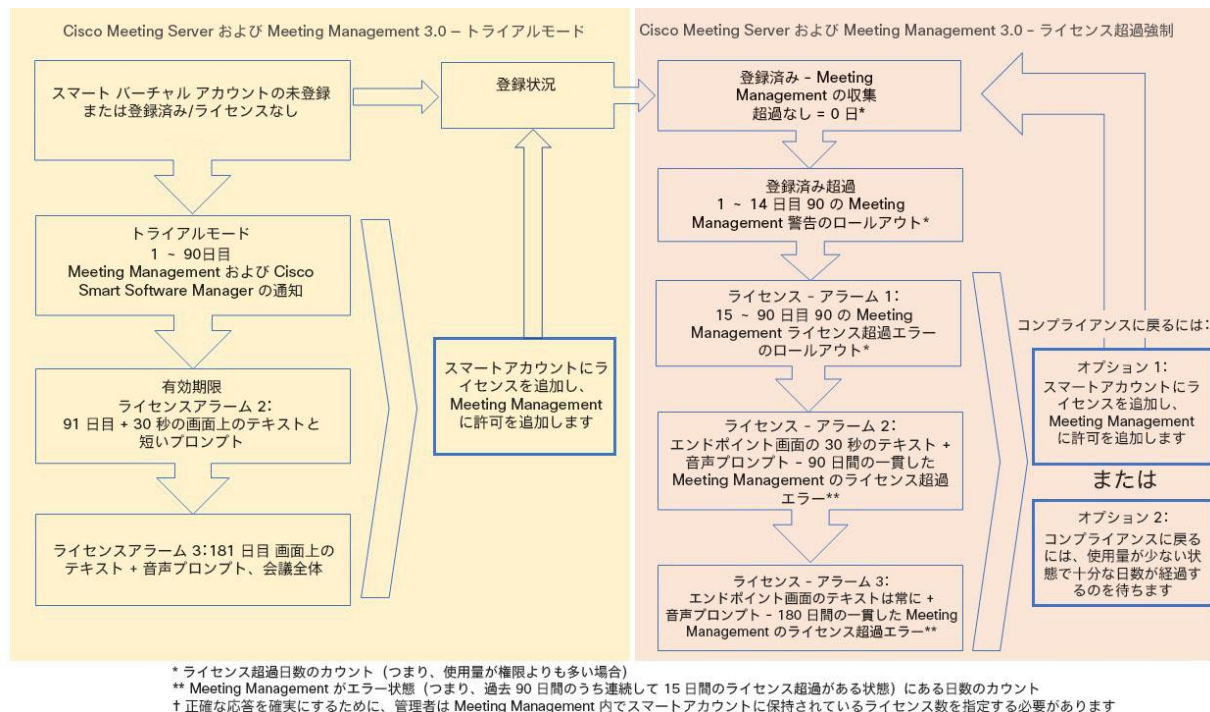 Cisco Meeting Server および Meeting Management 3.0 – トライアルモード
スマート バーチャル アカウントの未登録
または登録済み/ライセンスなし
登録状況
トライアルモード
1 ~ 90日目
Meeting Management および Cisco
Smart Software Manager の通知
有効期限
ライセンスアラーム 2:
91 日目 + 30 秒の画面上のテキストと
短いプロンプト
ライセンスアラーム 3:181 日目 画面上の
テキスト + 音声プロンプト、会議全体
スマートアカウントにラ
イセンスを追加し、
Meeting Management
に許可を追加します
Cisco Meeting Server および Meeting Management 3.0 – ライセンス超過強制
登録済み – Meeting
Management の収集
超過なし = 0 日*
登録済み超過
1 ~ 14 日目 90 の Meeting
Management 警告のロールアウト*
ライセンス – アラーム 1:
15 ~ 90 日目 90 の Meeting
Management ライセンス超過エラー
のロールアウト*
ライセンス – アラーム 2:
エンドポイント画面の 30 秒のテキスト +
音声プロンプト – 90 日間の一貫した
Meeting Management のライセンス超過
エラー**
ライセンス – アラーム 3:
エンドポイント画面のテキストは常に +
音声プロンプト – 180 日間の一貫した Meeting
Management のライセンス超過エラー**
コンプライアンスに戻るには:
オプション 1:
スマートアカウントにラ
イセンスを追加し、
Meeting Management
に許可を追加します
または
オプション 2:
コンプライアンスに戻る
には、使用量が少ない状
態で十分な日数が経過す
るのを待ちます
* ライセンス超過日数のカウント（つまり、使用量が権限よりも多い場合）
** Meeting Management がエラー状態（つまり、過去 90 日間のうち連続して 15 日間のライセンス超過がある状態）にある日数のカウント
† 正確な応答を確実にするために、管理者は Meeting Management 内でスマートアカウントに保持されているライセンス数を指定する必要があります